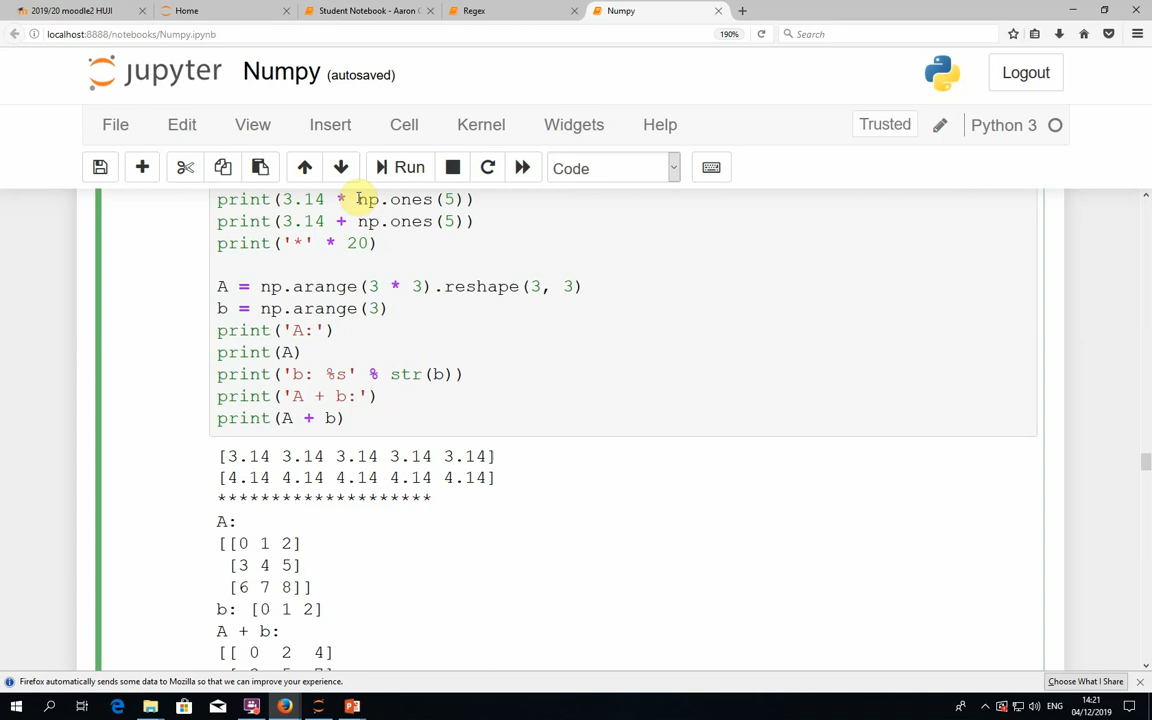 2019/20 moodle2 HUJI
Home
Student Notebook - Aaron
Regex
Numpy
localhost:8888/notebooks/Numpy.ipynb
190%
Search
jupyter Numpy (autosaved)
Logout
File Edit View Insert Cell Kernel Widgets Help
Trusted
Python 3
Run
Code
print(3.14 * np.ones(5))
print(3.14 + np.ones(5))
print('*' * 20)
A = np.arange(3 * 3).reshape(3, 3)
b = np.arange(3)
print('A:')
print(A)
print('b: %s' % str(b))
print('A + b:')
print(A + b)
[3.14 3.14 3.14 3.14 3.14]
[4.14 4.14 4.14 4.14 4.14]
********************
A:
[[0 1 2]
[3 4 5]
[6 7 8]]
b: [0 1 2]
A + b:
[[ 0 2 4]
Firefox automatically sends some data to Mozilla so that we can improve your experience.
Choose What I Share
ENG
14:21
04/12/2019